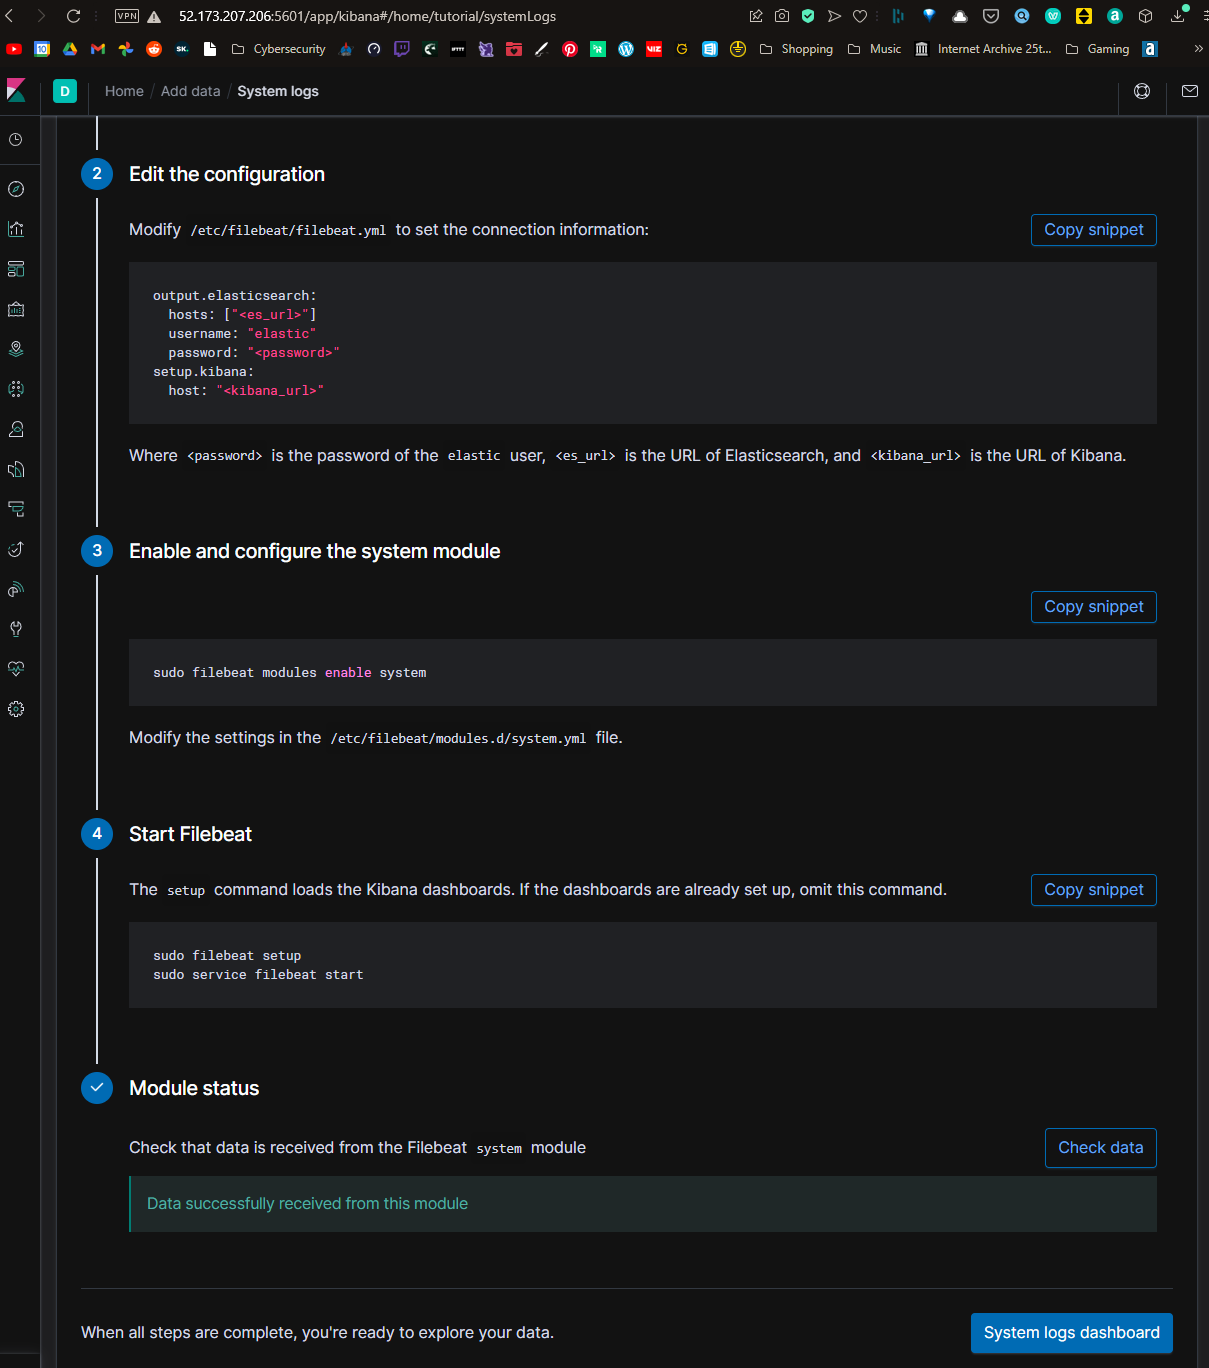 VPN 52.173.207.206:5601/app/kibana#/home/tutorial/systemLogs
Cybersecurity Shopping Music Internet Archive 25t... Gaming »
D Home / Add data / System logs
2 Edit the configuration
Modify /etc/filebeat/filebeat.yml to set the connection information: Copy snippet
output.elasticsearch:
hosts: ["<es_url>"]
username: "elastic"
password: "<password>"
setup.kibana:
host: "<kibana_url>"
Where <password> is the password of the elastic user, <es_url> is the URL of Elasticsearch, and <kibana_url> is the URL of Kibana.
3 Enable and configure the system module
Copy snippet
sudo filebeat modules enable system
Modify the settings in the /etc/filebeat/modules.d/system.yml file.
4 Start Filebeat
The setup command loads the Kibana dashboards. If the dashboards are already set up, omit this command. Copy snippet
sudo filebeat setup
sudo service filebeat start
Module status
Check that data is received from the Filebeat system module Check data
Data successfully received from this module
When all steps are complete, you're ready to explore your data. System logs dashboard